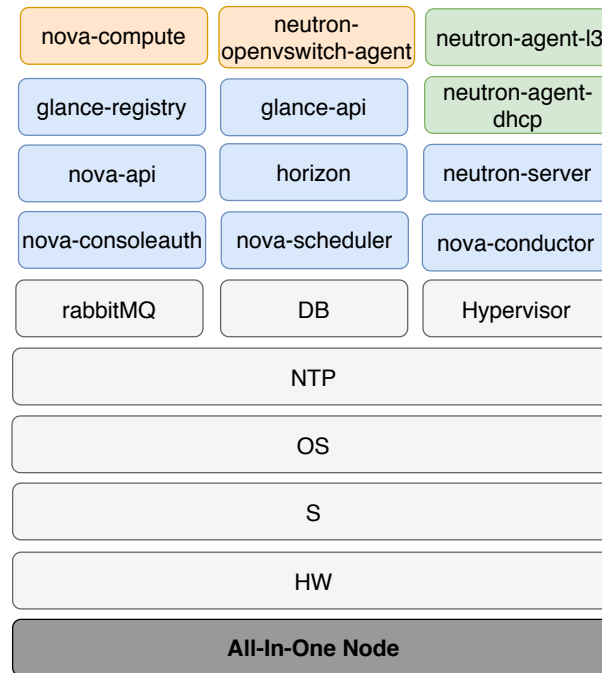 nova-compute
neutron-
openvswitch-agent
neutron-agent-l3
glance-registry
glance-api
neutron-agent-
dhcp
nova-api
horizon
neutron-server
nova-consoleauth
nova-scheduler
nova-conductor
rabbitMQ
DB
Hypervisor
NTP
OS
S
HW
All-In-One Node